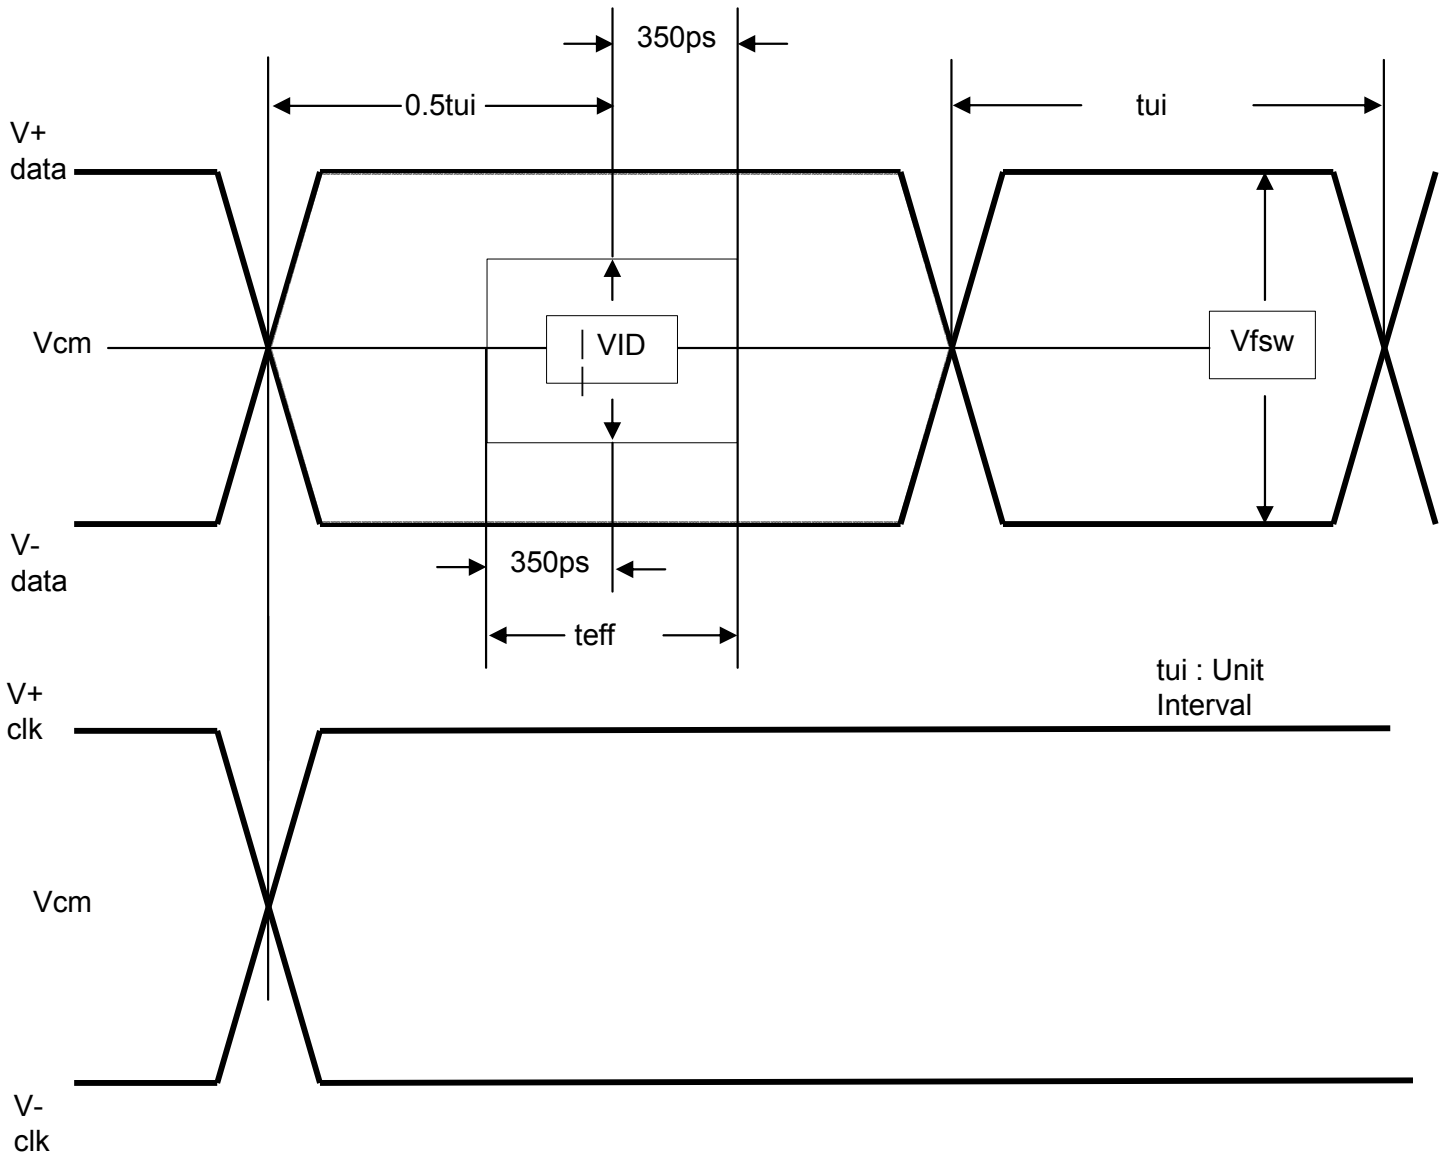 350ps
0.5tui
tui
V+
data
Vcm
| VID
|
Vfsw
V-
data
350ps
teff
tui : Unit
Interval
V+
clk
Vcm
V-
clk